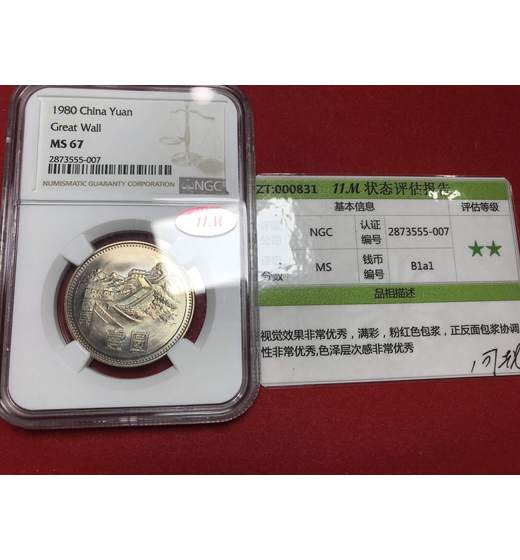 1980 China Yuan
Great Wall
MS 67
2873555-007
NUMISMATIC GUARANTY CORPORATION
NGC
11.M
壹圆
ZT:000831 11.M 状态评估报告
基本信息 评估等级
NGC 认证编号 2873555-007
分数 MS 钱币编号 B1a1
★★
品相描述
视觉效果非常优秀，满彩，粉红色包浆，正反面包浆协调
性非常优秀,色泽层次感非常优秀